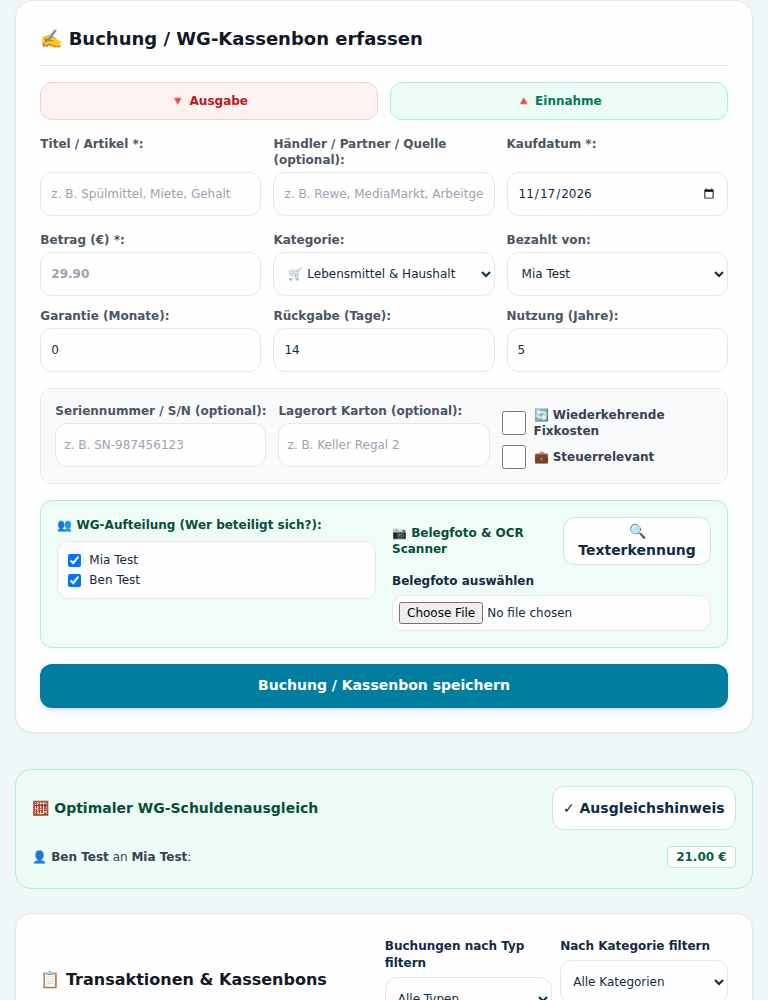 ✍️ Buchung / WG-Kassenbon erfassen
🔻 Ausgabe
🔺 Einnahme
Titel / Artikel *:
Händler / Partner / Quelle
(optional):
Kaufdatum *:
z. B. Spülmittel, Miete, Gehalt
z. B. Rewe, MediaMarkt, Arbeitge
11/17/2026
Betrag (€) *:
Kategorie:
Bezahlt von:
29.90
🛒 Lebensmittel & Haushalt
Mia Test
Garantie (Monate):
Rückgabe (Tage):
Nutzung (Jahre):
0
14
5
Seriennummer / S/N (optional):
Lagerort Karton (optional):
z. B. SN-987456123
z. B. Keller Regal 2
🔄 Wiederkehrende
Fixkosten
💼 Steuerrelevant
👥 WG-Aufteilung (Wer beteiligt sich?):
Mia Test
Ben Test
📷 Belegfoto & OCR
Scanner
🔍
Texterkennung
Belegfoto auswählen
Choose File No file chosen
Buchung / Kassenbon speichern
🧮 Optimaler WG-Schuldenausgleich
✓ Ausgleichshinweis
👤 Ben Test an Mia Test:
21.00 €
📋 Transaktionen & Kassenbons
Buchungen nach Typ
filtern
Alle Typen
Nach Kategorie filtern
Alle Kategorien